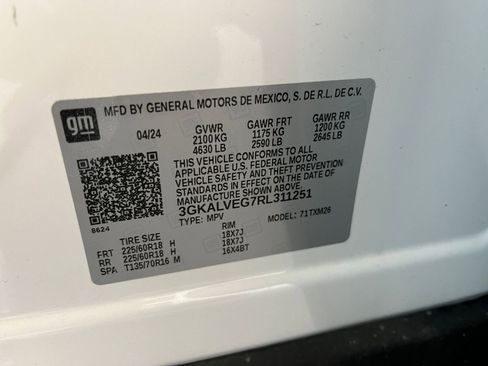 gm
MFD BY GENERAL MOTORS DE MEXICO, S. DE R.L. DE C.V.
04/24 GVWR GAWR FRT GAWR RR
2100 KG 1175 KG 1200 KG
4630 LB 2590 LB 2645 LB
THIS VEHICLE CONFORMS TO ALL
APPLICABLE U.S. FEDERAL MOTOR
VEHICLE SAFETY AND THEFT PREVENTION
STANDARDS IN EFFECT ON THE DATE OF
MANUFACTURE SHOWN ABOVE.
3GKALVEG7RL311251
8624
TYPE: MPV MODEL: 71TXM26
TIRE SIZE RIM
FRT 225/60R18 H 18X7J
RR 225/60R18 H 18X7J
SPA T135/70R16 M 16X4BT